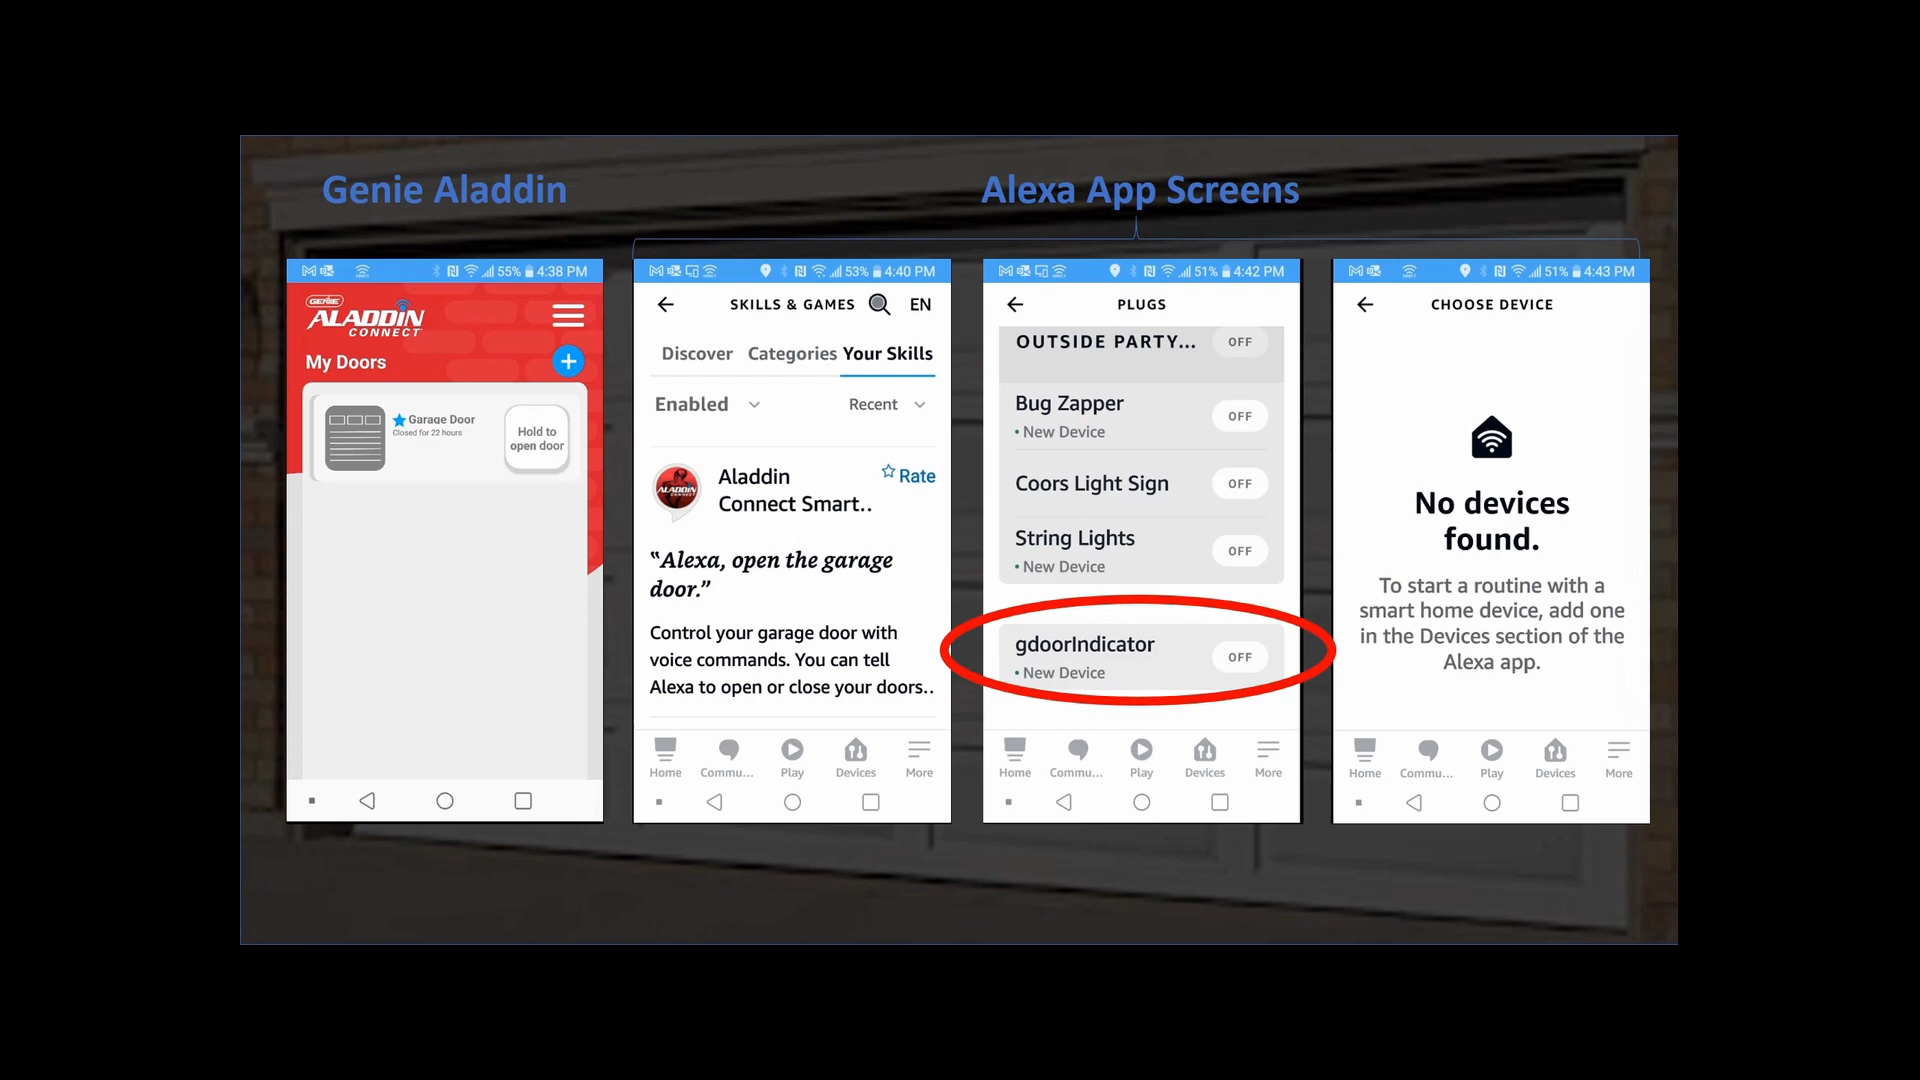 Genie Aladdin
Alexa App Screens
55% 4:38 PM
GENIE
ALADDIN
CONNECT
My Doors
+
Garage Door
Closed for 22 hours
Hold to
open door
53% 4:40 PM
SKILLS & GAMES EN
Discover Categories Your Skills
Enabled Recent
ALADDIN
CONNECT
Aladdin
Connect Smart..
Rate
“Alexa, open the garage
door.”
Control your garage door with
voice commands. You can tell
Alexa to open or close your doors..
Home Commu... Play Devices More
51% 4:42 PM
PLUGS
OUTSIDE PARTY... OFF
Bug Zapper
• New Device
OFF
Coors Light Sign OFF
String Lights
• New Device
OFF
gdoorIndicator
• New Device
OFF
Home Commu... Play Devices More
51% 4:43 PM
CHOOSE DEVICE
No devices
found.
To start a routine with a
smart home device, add one
in the Devices section of the
Alexa app.
Home Commu... Play Devices More